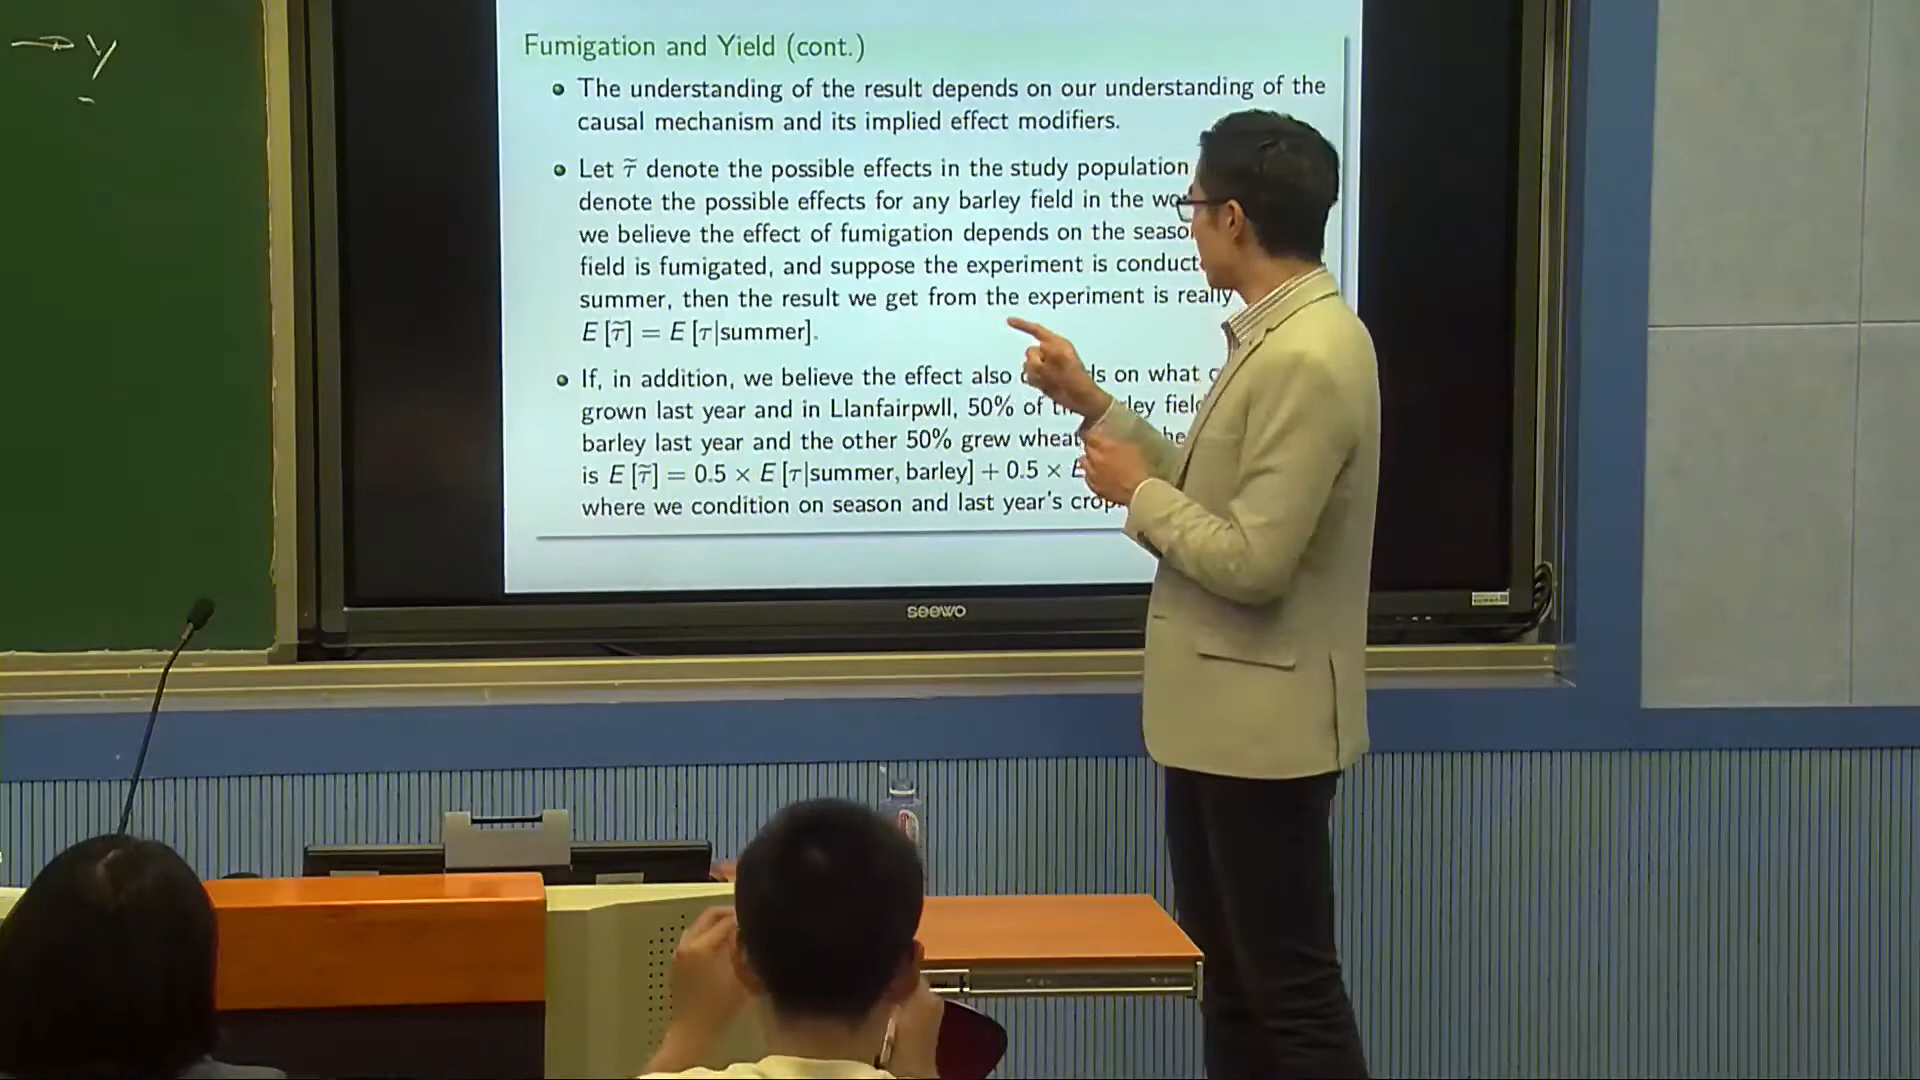 y
Fumigation and Yield (cont.)
The understanding of the result depends on our understanding of the
causal mechanism and its implied effect modifiers.
Let τ̃ denote the possible effects in the study population
denote the possible effects for any barley field in the
we believe the effect of fumigation depends on the
field is fumigated, and suppose the experiment is
summer, then the result we get from the experiment is really
E [τ̃] = E [τ|summer].
If, in addition, we believe the effect also on what
grown last year and in Llanfairpwll, 50% of
barley last year and the other 50% grew wheat
is E [τ̃] = 0.5 × E [τ|summer, barley] + 0.5 × E
where we condition on season and last year's
seewo